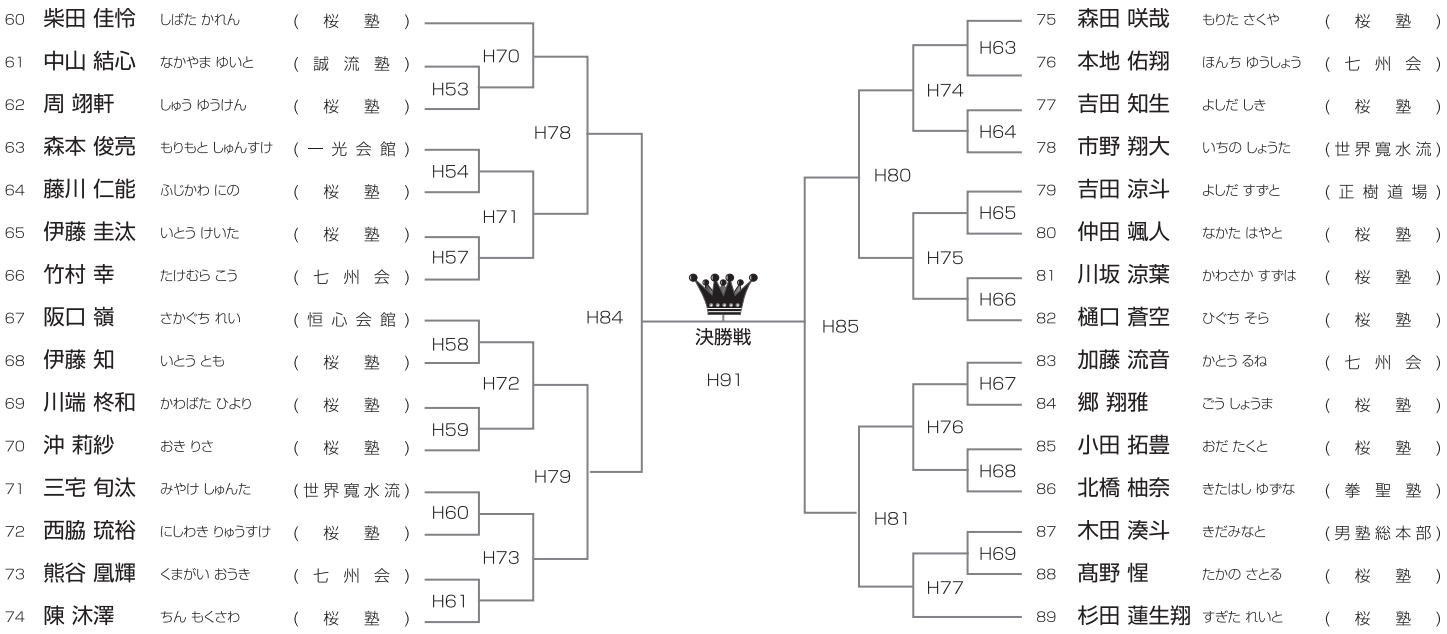 60 柴田 佳怜 しばた かれん ( 桜 塾 )
61 中山 結心 なかやま ゆいと ( 誠 流 塾 )
62 周 翊軒 しゅう ゆうけん ( 桜 塾 )
63 森本 俊亮 もりもと しゅんすけ ( 一 光 会 館 )
64 藤川 仁能 ふじかわ にの ( 桜 塾 )
65 伊藤 圭汰 いとう けいた ( 桜 塾 )
66 竹村 幸 たけむら こう ( 七 州 会 )
67 阪口 嶺 さかぐち れい ( 恒 心 会 館 )
68 伊藤 知 いとう とも ( 桜 塾 )
69 川端 柊和 かわばた ひより ( 桜 塾 )
70 沖 莉紗 おき りさ ( 桜 塾 )
71 三宅 旬汰 みやけ しゅんた ( 世界寛水流 )
72 西脇 琉裕 にしわき りゅうすけ ( 桜 塾 )
73 熊谷 凰輝 くまがい おうき ( 七 州 会 )
74 陳 沐澤 ちん もくさわ ( 桜 塾 )
H70
H53
H78
H54
H71
H57
H84
H58
H72
H59
H79
H60
H73
H61
決勝戦
H91
H63
H74
H64
H80
H65
H75
H66
H85
H67
H76
H68
H81
H69
H77
75 森田 咲哉 もりた さくや ( 桜 塾 )
76 本地 佑翔 ほんち ゆうしょう ( 七 州 会 )
77 吉田 知生 よしだ しき ( 桜 塾 )
78 市野 翔大 いちの しょうた ( 世界寛水流 )
79 吉田 涼斗 よしだ すずと ( 正 樹 道 場 )
80 仲田 颯人 なかた はやと ( 桜 塾 )
81 川坂 涼葉 かわさか すずは ( 桜 塾 )
82 樋口 蒼空 ひぐち そら ( 桜 塾 )
83 加藤 流音 かとう るね ( 七 州 会 )
84 郷 翔雅 ごう しょうま ( 桜 塾 )
85 小田 拓豊 おだ たくと ( 桜 塾 )
86 北橋 柚奈 きたはし ゆずな ( 拳 聖 塾 )
87 木田 湊斗 きだみなと ( 男塾総本部 )
88 髙野 惺 たかの さとる ( 桜 塾 )
89 杉田 蓮生翔 すぎた れいと ( 桜 塾 )